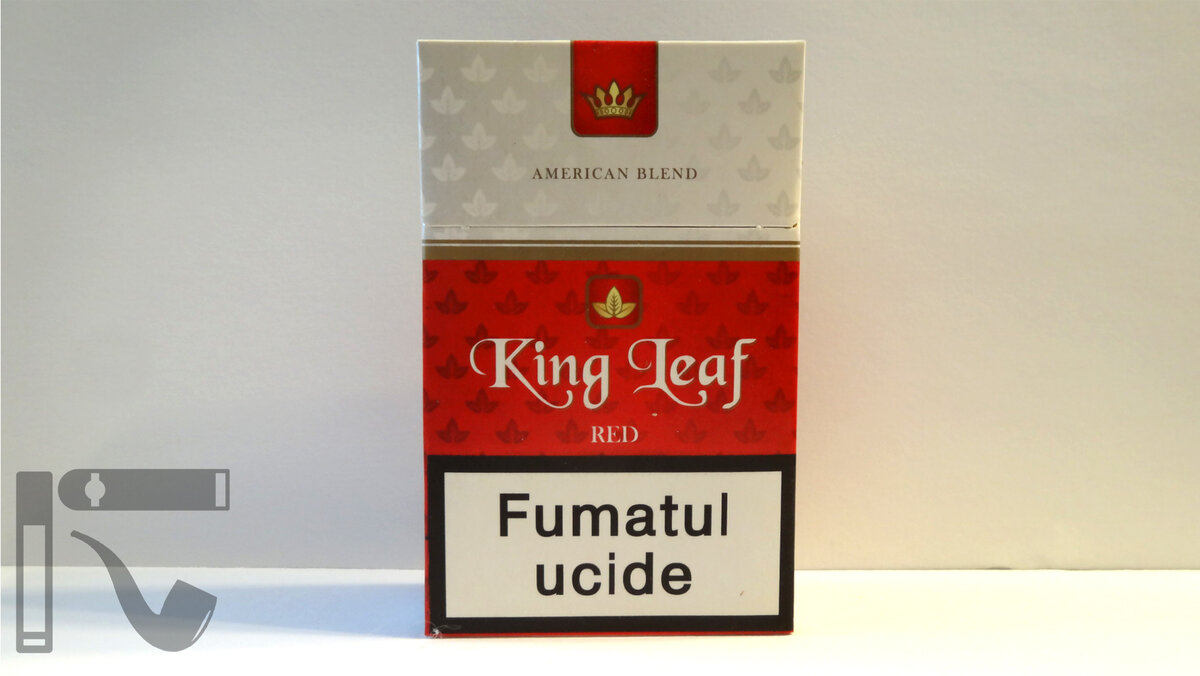 AMERICAN BLEND
King Leaf
RED
Fumatul
ucide